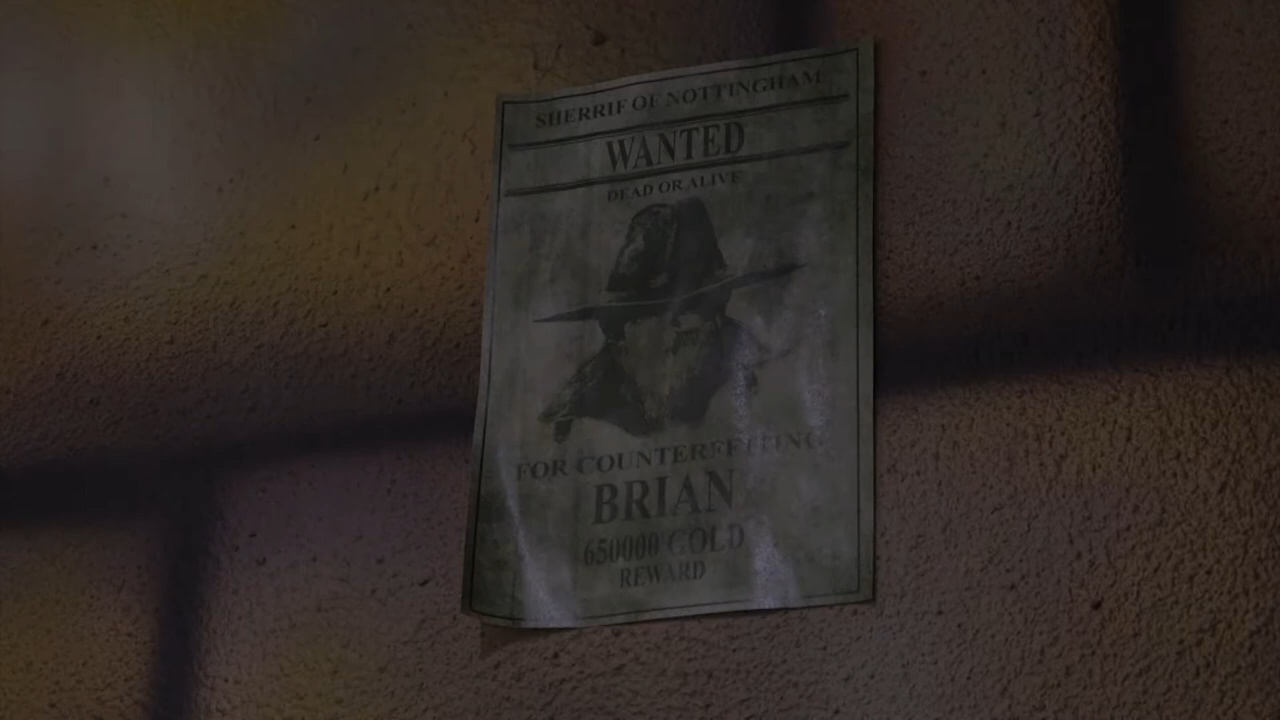 SHERRIF OF NOTTINGHAM
WANTED
DEAD OR ALIVE
FOR COUNTERFEITING
BRIAN
650000 GOLD
REWARD